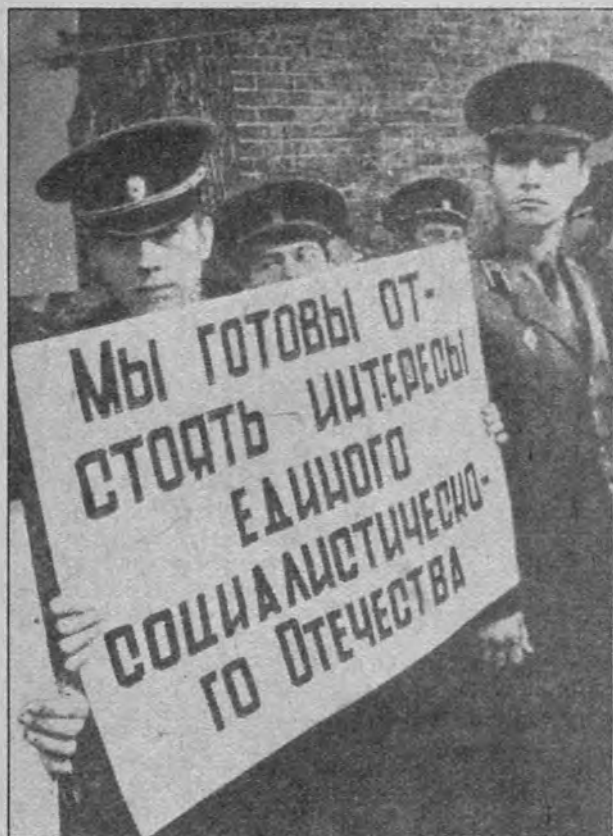 Мы готовы от-
стоять интересы
единого
социалистическо-
го Отечества